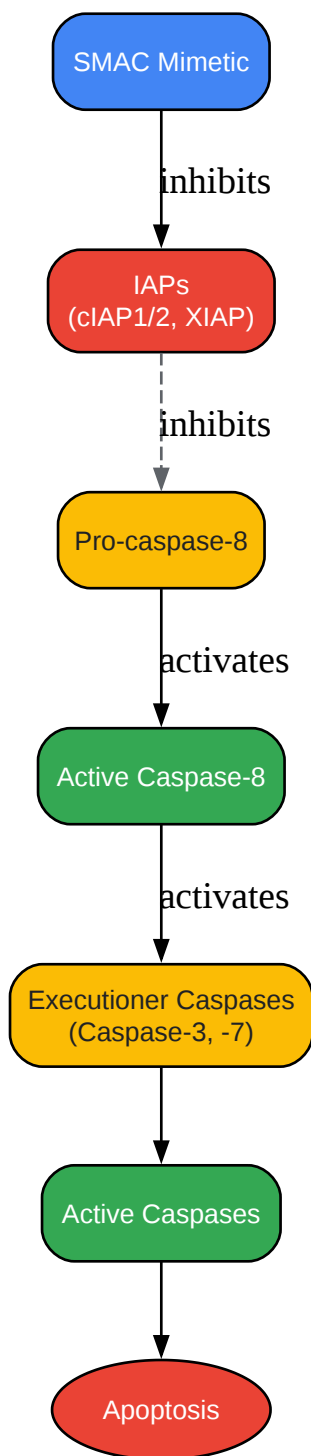 SMAC Mimetic
inhibits
IAPs
(cIAP1/2, XIAP)
inhibits
Pro-caspase-8
activates
Active Caspase-8
activates
Executioner Caspases
(Caspase-3, -7)
Active Caspases
Apoptosis